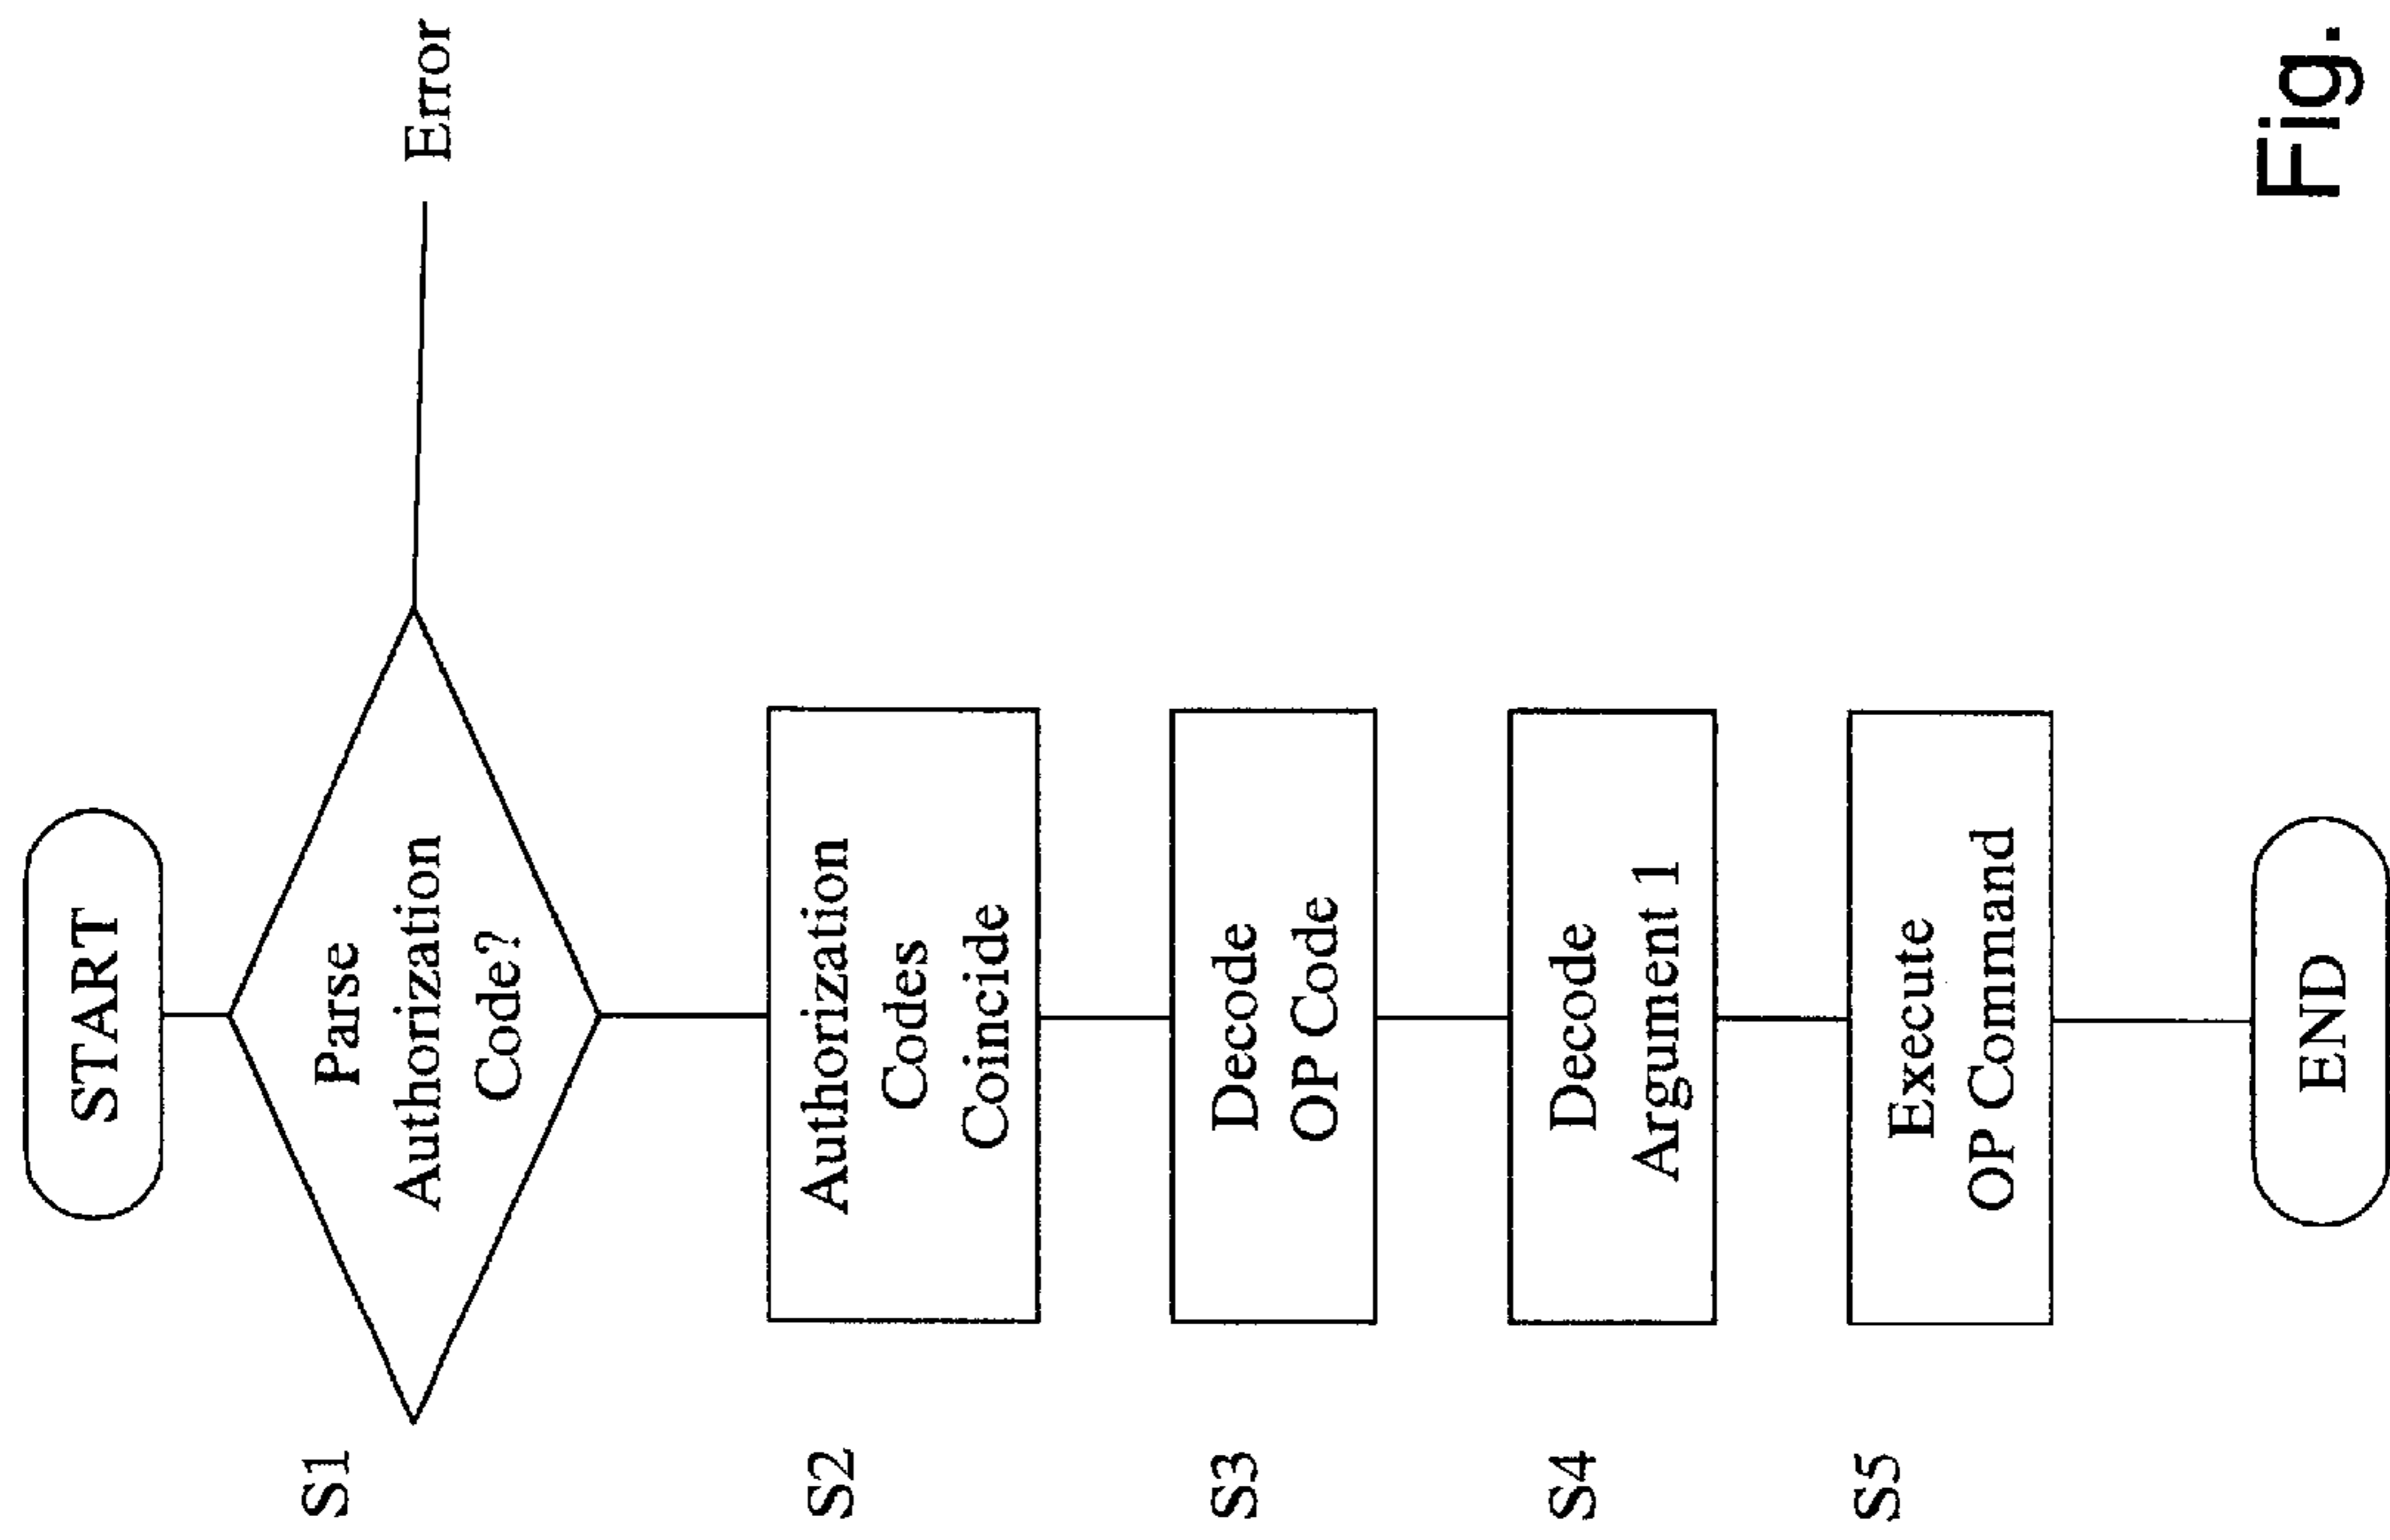 START
S1
Parse
Authorization
Code?
Error
S2
Authorization
Codes
Coincide
S3
Decode
OP Code
S4
Decode
Argument 1
S5
Execute
OP Command
END
Fig.